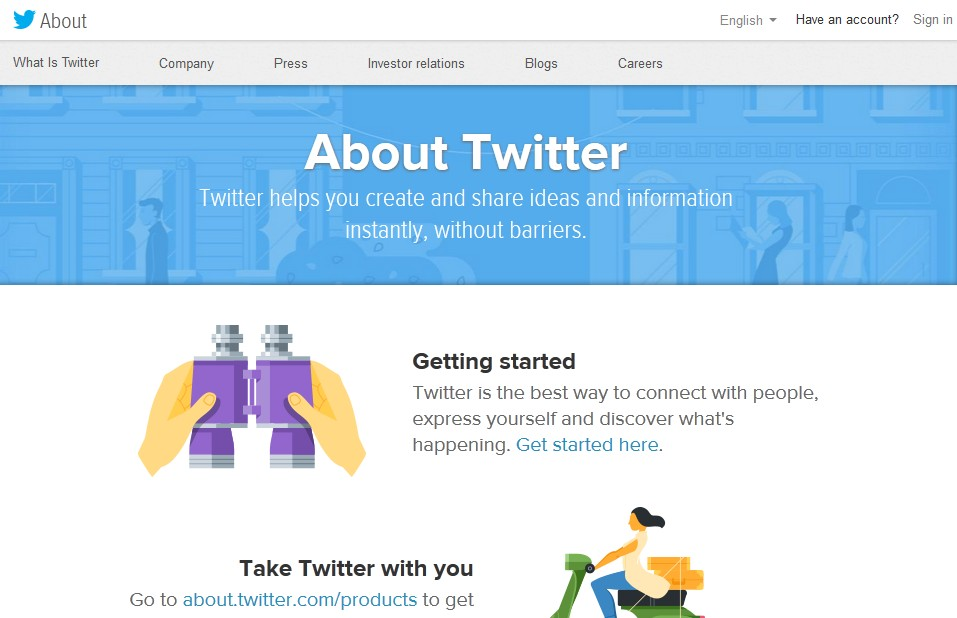 About
English
Have an account? Sign in
What Is Twitter
Company
Press
Investor relations
Blogs
Careers
About Twitter
Twitter helps you create and share ideas and information
instantly, without barriers.
Getting started
Twitter is the best way to connect with people,
express yourself and discover what's
happening. Get started here.
Take Twitter with you
Go to about.twitter.com/products to get